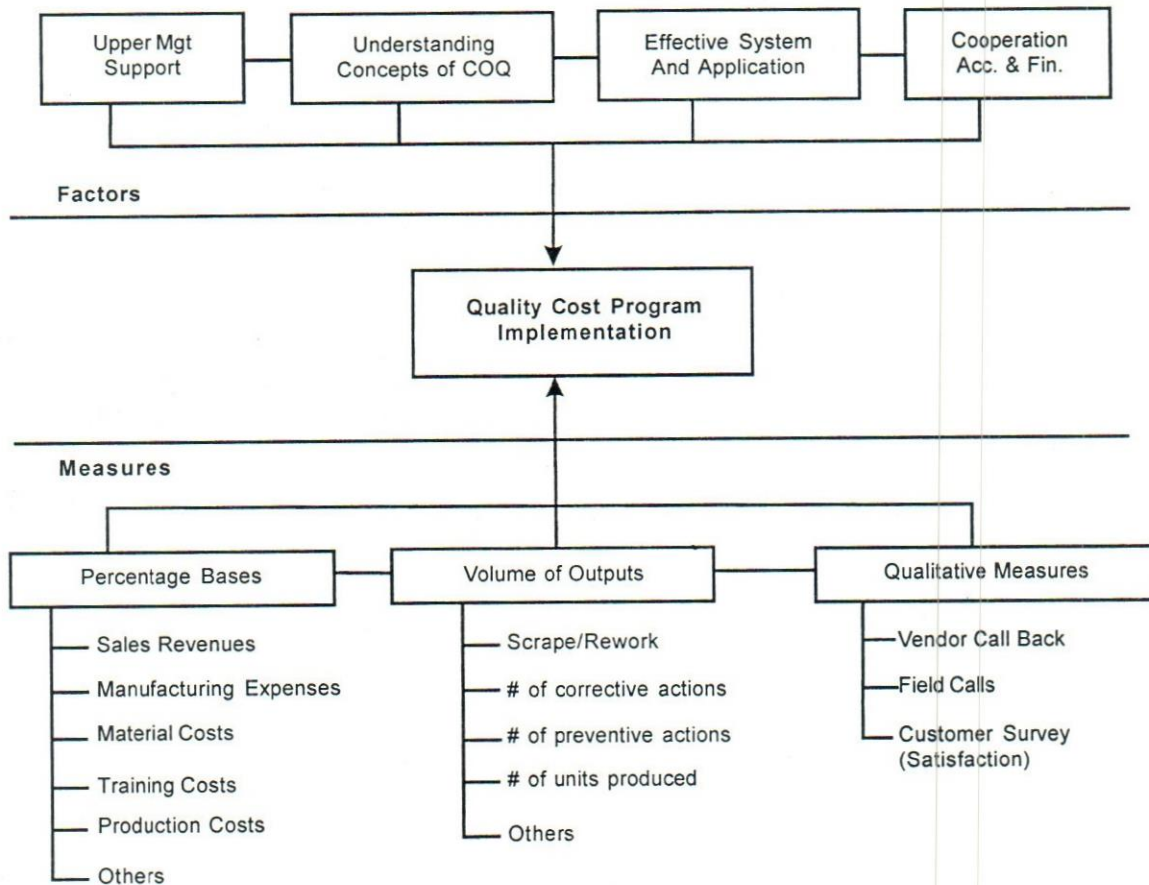 Upper Mgt
Support
Understanding
Concepts of COQ
Effective System
And Application
Cooperation
Acc. & Fin.
Factors
Quality Cost Program
Implementation
Measures
Percentage Bases
Sales Revenues
Manufacturing Expenses
Material Costs
Training Costs
Production Costs
Others
Volume of Outputs
Scrape/Rework
# of corrective actions
# of preventive actions
# of units produced
Others
Qualitative Measures
Vendor Call Back
Field Calls
Customer Survey
(Satisfaction)